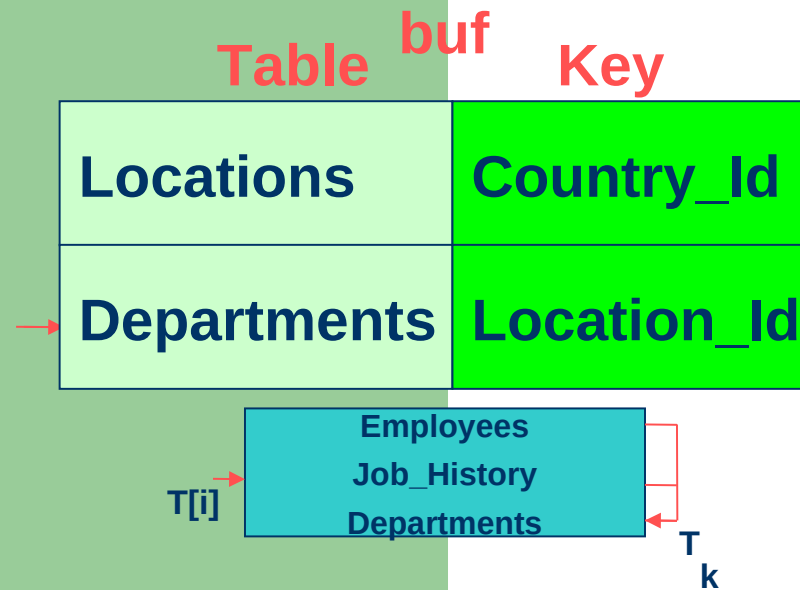 buf
Table Key
Locations Country_Id
Departments Location_Id
Employees
Job_History
T[i]
Departments
T
k